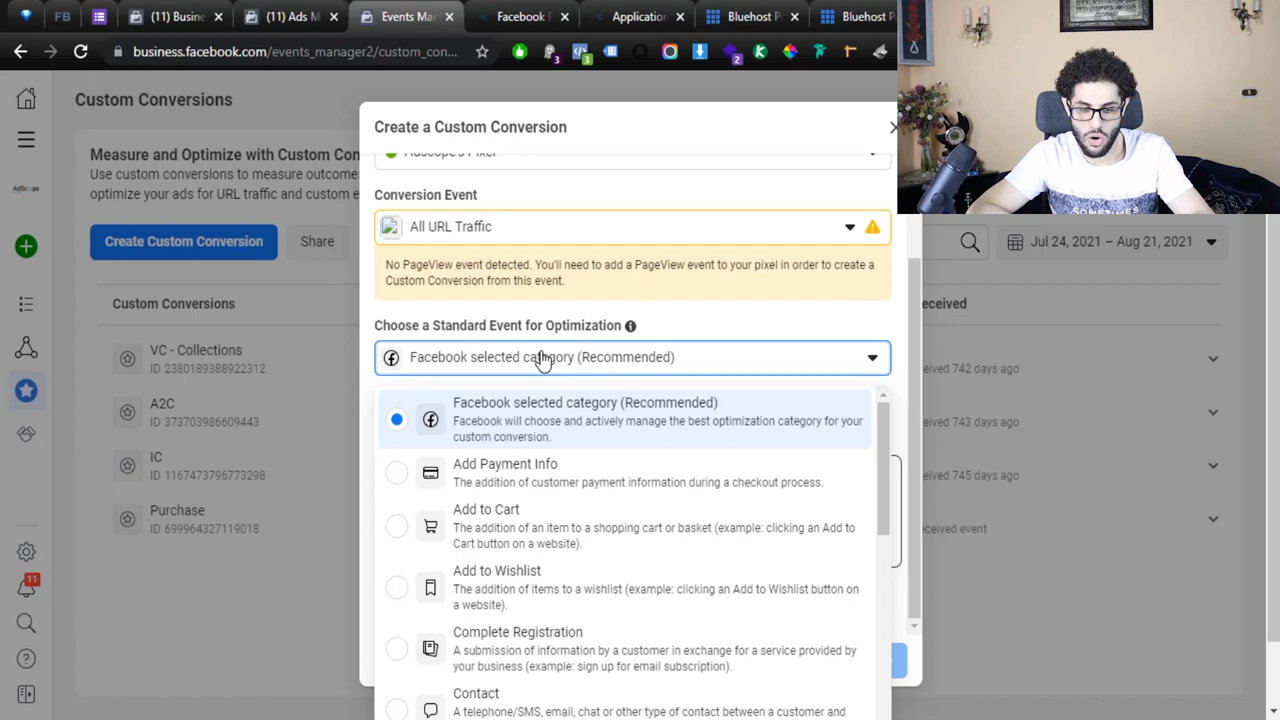 FB
(11) Busine
(11) Ads M
Events Ma
Facebook
Application
Bluehost P
Bluehost
business.facebook.com/events_manager2/custom_con...
3
3
2
Custom Conversions
Measure and Optimize with Custom Con
Use custom conversions to measure outcome
optimize your ads for URL traffic and custom e
Create Custom Conversion
Share
Jul 24, 2021 – Aug 21, 2021
Custom Conversions
eceived
VC - Collections
ID 2380189388922312
ceived 742 days ago
A2C
ID 373703986609443
ceived 743 days ago
IC
ID 1167473796773298
ceived 745 days ago
Purchase
ID 699964327119018
ceived event
11
Create a Custom Conversion
Adscope's Pixel
Conversion Event
All URL Traffic
No PageView event detected. You'll need to add a PageView event to your pixel in order to create a
Custom Conversion from this event.
Choose a Standard Event for Optimization
Facebook selected category (Recommended)
Facebook selected category (Recommended)
Facebook will choose and actively manage the best optimization category for your
custom conversion.
Add Payment Info
The addition of customer payment information during a checkout process.
Add to Cart
The addition of an item to a shopping cart or basket (example: clicking an Add to
Cart button on a website).
Add to Wishlist
The addition of items to a wishlist (example: clicking an Add to Wishlist button on
a website).
Complete Registration
A submission of information by a customer in exchange for a service provided by
your business (example: sign up for email subscription).
Contact
A telephone/SMS, email, chat or other type of contact between a customer and